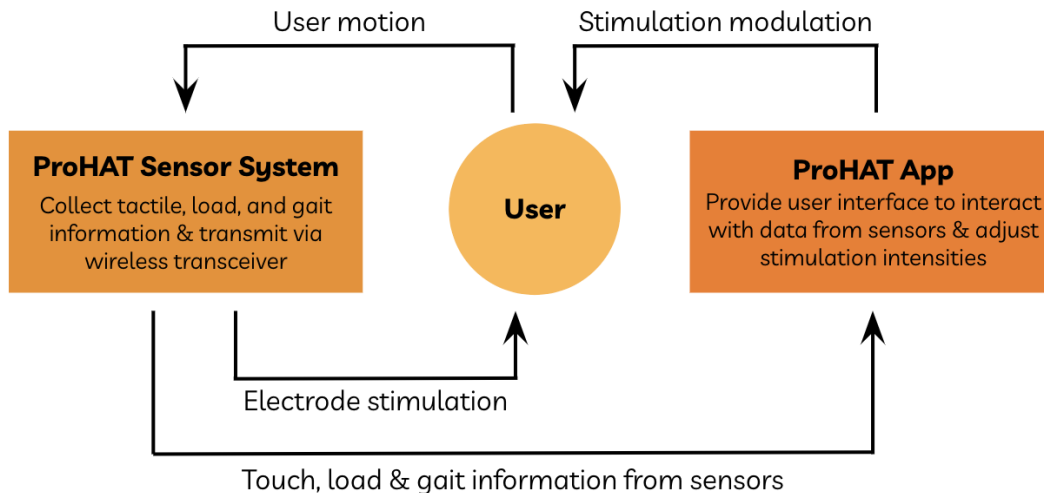 User motion
Stimulation modulation
ProHAT Sensor System
Collect tactile, load, and gait
information & transmit via
wireless transceiver
User
ProHAT App
Provide user interface to interact
with data from sensors & adjust
stimulation intensities
Electrode stimulation
Touch, load & gait information from sensors